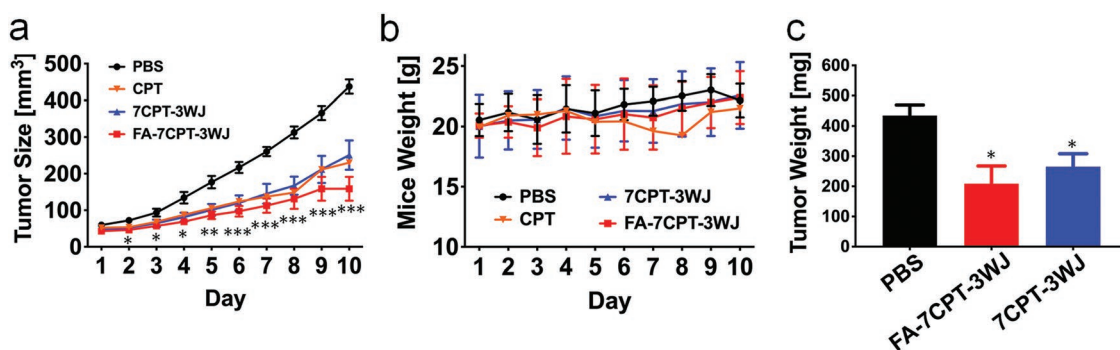 a
Tumor Size [mm³]
500
400
300
200
100
0
PBS
CPT
7CPT-3WJ
FA-7CPT-3WJ
* * * ** *** *** *** *** ***
1 2 3 4 5 6 7 8 9 10
Day
b
Mice Weight [g]
25
20
15
10
PBS
CPT
7CPT-3WJ
FA-7CPT-3WJ
1 2 3 4 5 6 7 8 9 10
Day
c
Tumor Weight [mg]
600
500
400
300
200
100
0
* *
PBS
FA-7CPT-3WJ
7CPT-3WJ